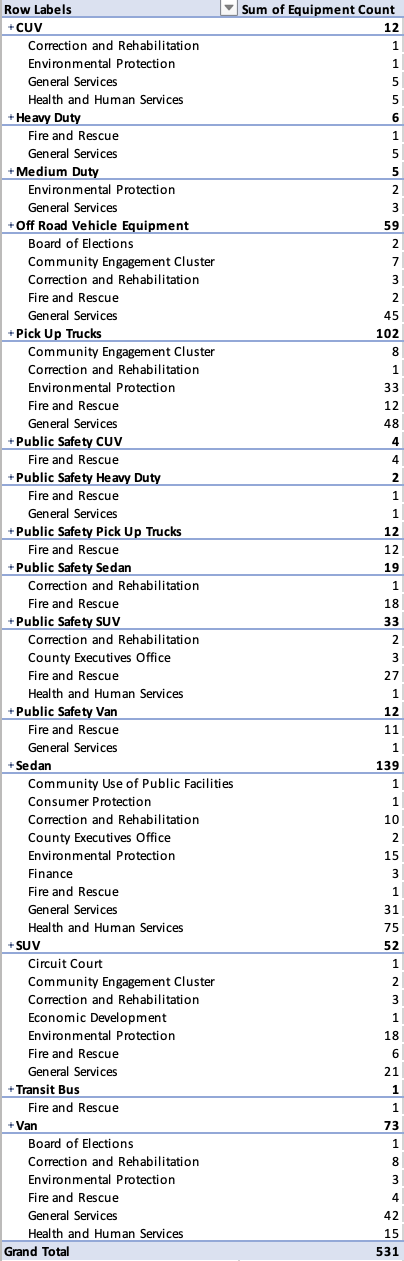 Row Labels Sum of Equipment Count
+CUV 12
Correction and Rehabilitation 1
Environmental Protection 1
General Services 5
Health and Human Services 5
+Heavy Duty 6
Fire and Rescue 1
General Services 5
+Medium Duty 5
Environmental Protection 2
General Services 3
+Off Road Vehicle Equipment 59
Board of Elections 2
Community Engagement Cluster 7
Correction and Rehabilitation 3
Fire and Rescue 2
General Services 45
+Pick Up Trucks 102
Community Engagement Cluster 8
Correction and Rehabilitation 1
Environmental Protection 33
Fire and Rescue 12
General Services 48
+Public Safety CUV 4
Fire and Rescue 4
+Public Safety Heavy Duty 2
Fire and Rescue 1
General Services 1
+Public Safety Pick Up Trucks 12
Fire and Rescue 12
+Public Safety Sedan 19
Correction and Rehabilitation 1
Fire and Rescue 18
+Public Safety SUV 33
Correction and Rehabilitation 2
County Executives Office 3
Fire and Rescue 27
Health and Human Services 1
+Public Safety Van 12
Fire and Rescue 11
General Services 1
+Sedan 139
Community Use of Public Facilities 1
Consumer Protection 1
Correction and Rehabilitation 10
County Executives Office 2
Environmental Protection 15
Finance 3
Fire and Rescue 1
General Services 31
Health and Human Services 75
+SUV 52
Circuit Court 1
Community Engagement Cluster 2
Correction and Rehabilitation 3
Economic Development 1
Environmental Protection 18
Fire and Rescue 6
General Services 21
+Transit Bus 1
Fire and Rescue 1
+Van 73
Board of Elections 1
Correction and Rehabilitation 8
Environmental Protection 3
Fire and Rescue 4
General Services 42
Health and Human Services 15
Grand Total 531